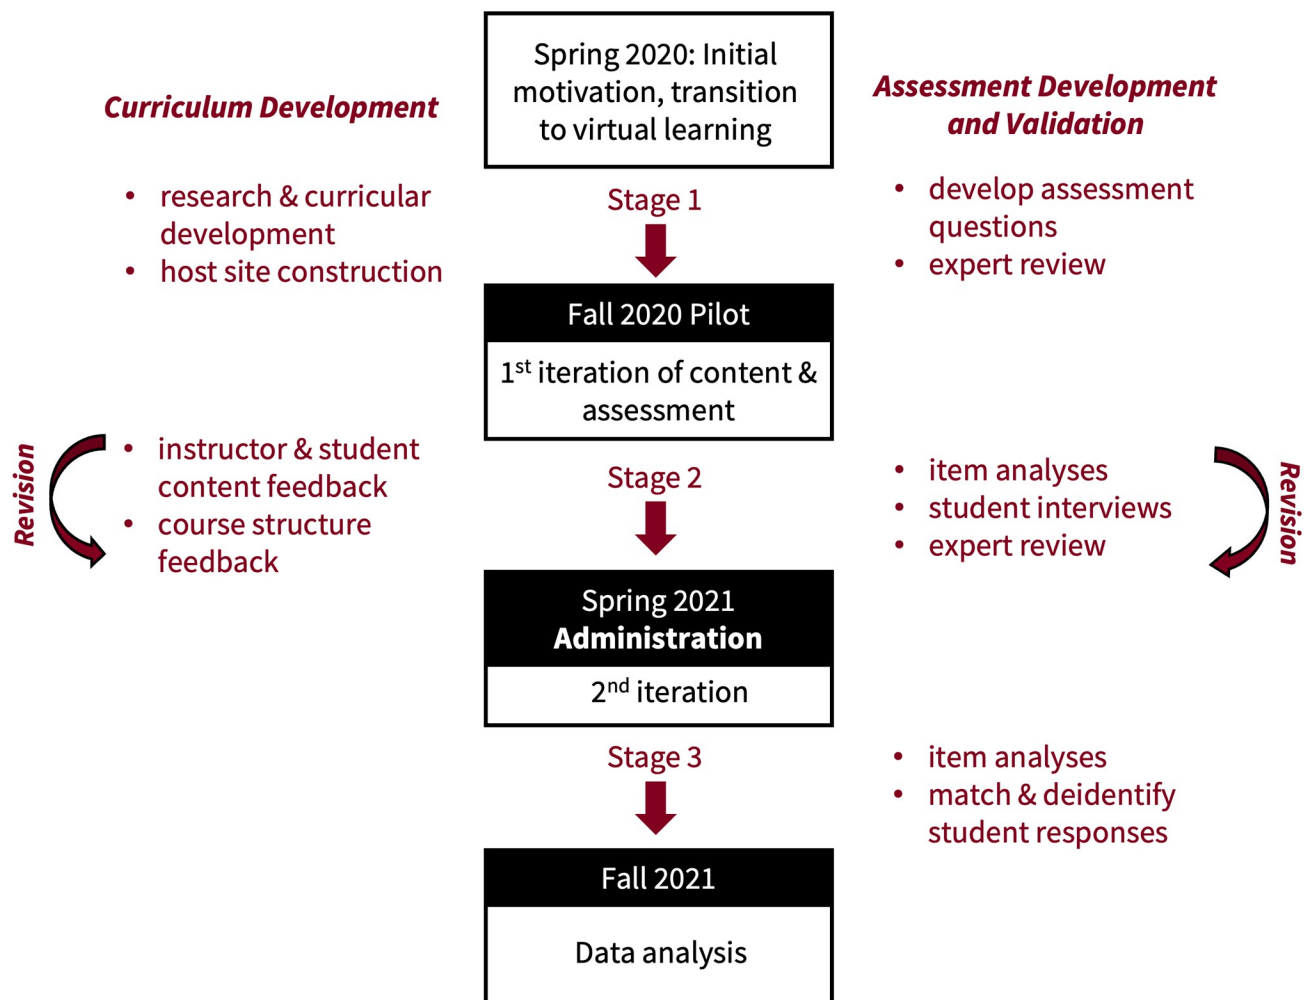 Spring 2020: Initial
motivation, transition
to virtual learning
Curriculum Development
Assessment Development
and Validation
• research & curricular
development
• host site construction
Stage 1
• develop assessment
questions
• expert review
Fall 2020 Pilot
1st iteration of content &
assessment
Revision
• instructor & student
content feedback
• course structure
feedback
Stage 2
• item analyses
• student interviews
• expert review
Revision
Spring 2021
Administration
2nd iteration
Stage 3
• item analyses
• match & deidentify
student responses
Fall 2021
Data analysis